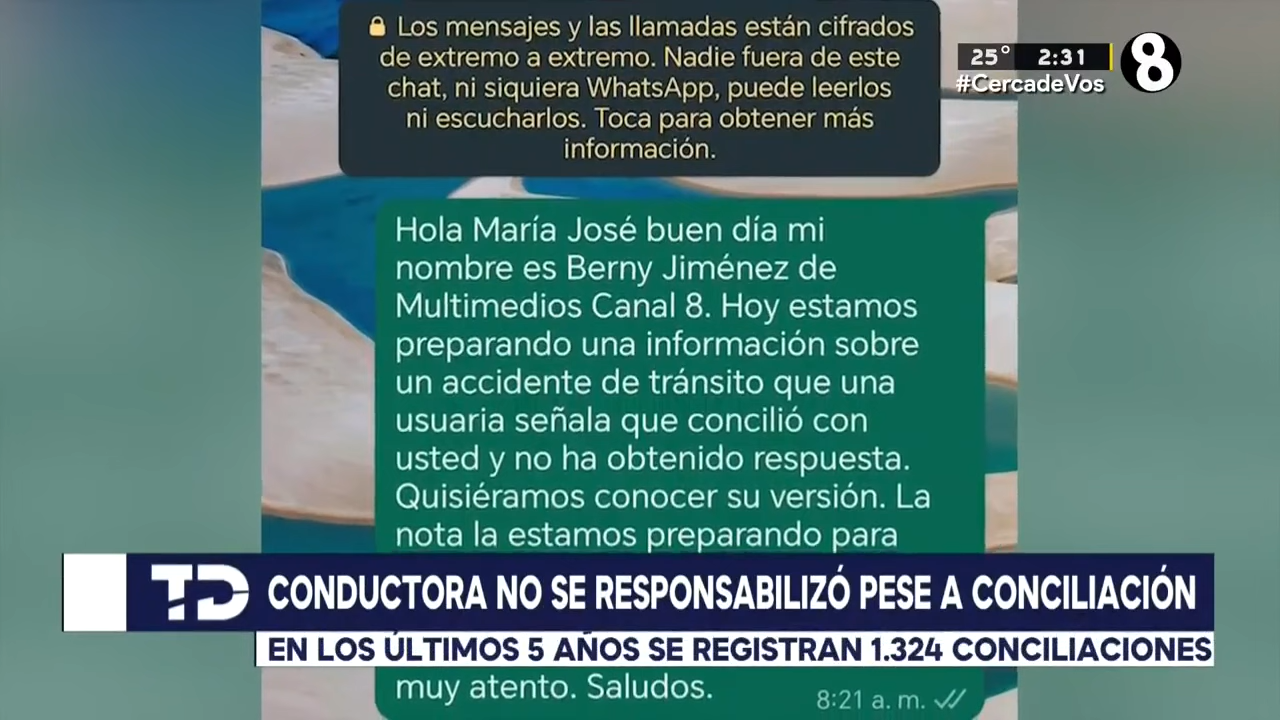 Los mensajes y las llamadas están cifrados
de extremo a extremo. Nadie fuera de este
chat, ni siquiera WhatsApp, puede leerlos
ni escucharlos. Toca para obtener más
información.
25° 2:31
8
#CercadeVos
Hola María José buen día mi
nombre es Berny Jiménez de
Multimedios Canal 8. Hoy estamos
preparando una información sobre
un accidente de tránsito que una
usuaria señala que concilió con
usted y no ha obtenido respuesta.
Quisiéramos conocer su versión. La
nota la estamos preparando para
TD CONDUCTORA NO SE RESPONSABILIZÓ PESE A CONCILIACIÓN
EN LOS ÚLTIMOS 5 AÑOS SE REGISTRAN 1.324 CONCILIACIONES
muy atento. Saludos.
8:21 a. m.